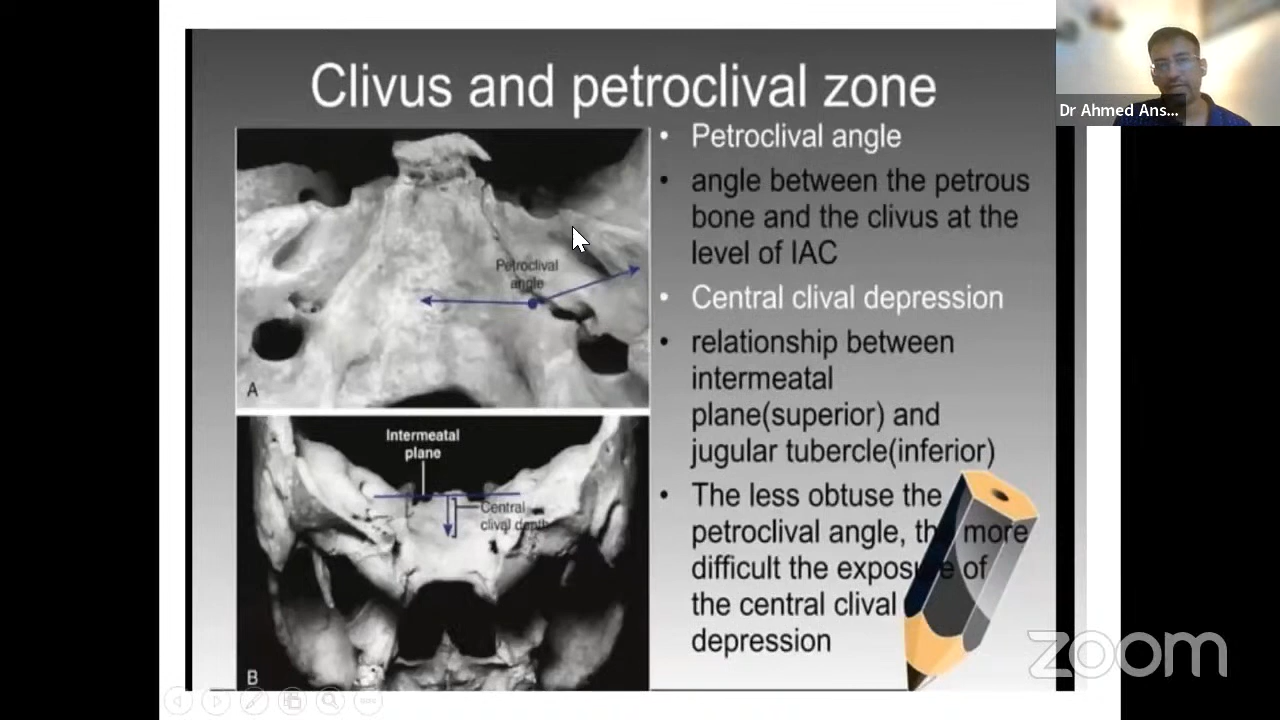 Clivus and petroclival zone
Dr Ahmed Ans...
Petroclival
angle
A
Intermeatal
plane
Central
clival depth
B
• Petroclival angle
• angle between the petrous
bone and the clivus at the
level of IAC
• Central clival depression
• relationship between
intermeatal
plane(superior) and
jugular tubercle(inferior)
• The less obtuse the
petroclival angle, the more
difficult the exposure of
the central clival
depression
zoom